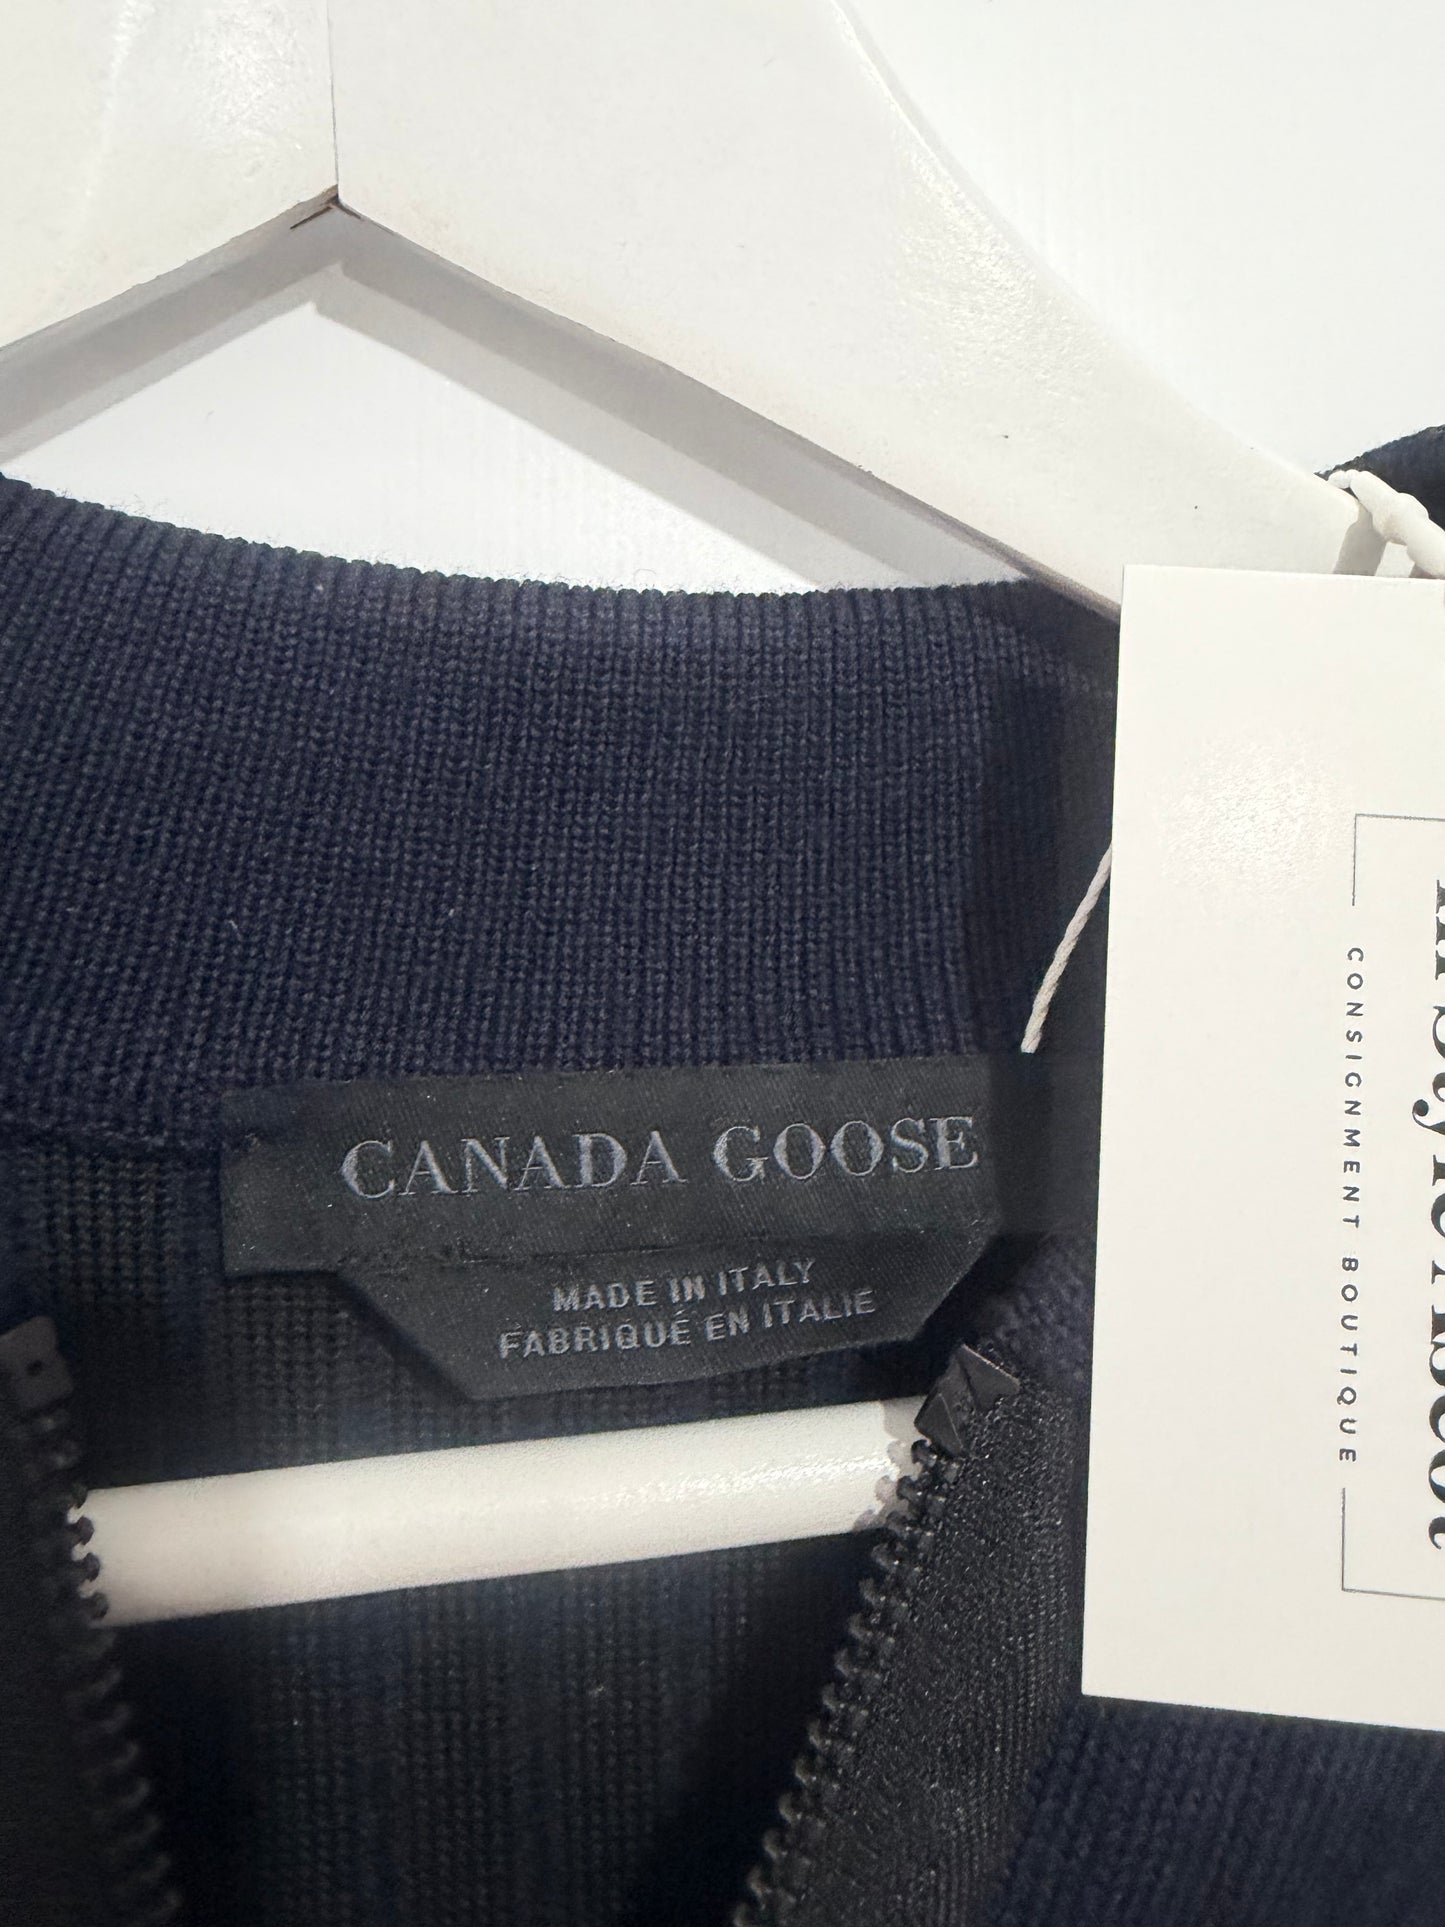 CANADA GOOSE
MADE IN ITALY
FABRIQUÉ EN ITALIE
CONSIGNMENT BOUTIQUE